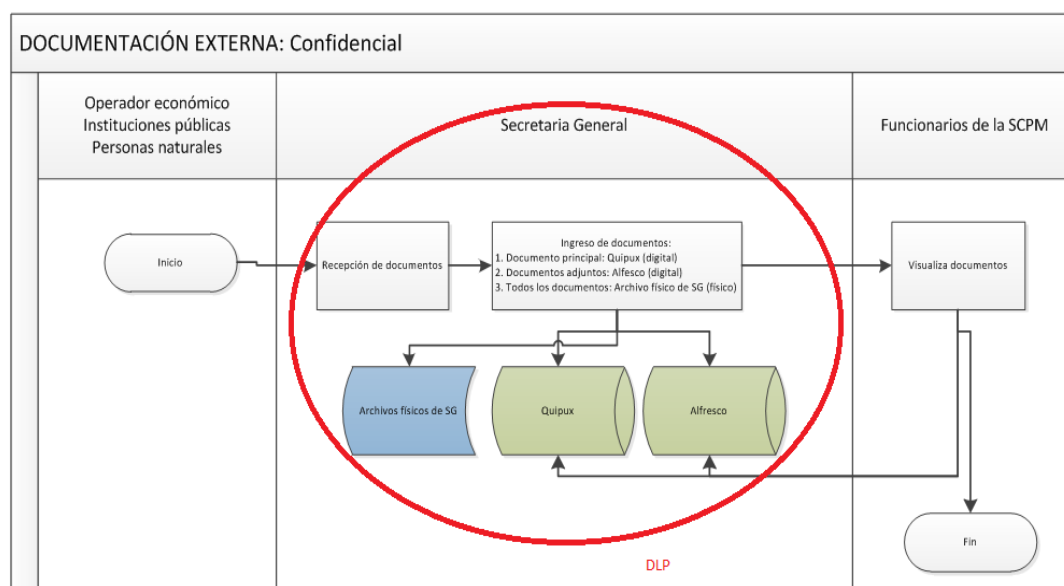 DOCUMENTACIÓN EXTERNA: Confidencial
Operador económico
Instituciones públicas
Personas naturales
Secretaria General
Funcionarios de la SCPM
Inicio
Recepción de documentos
Ingreso de documentos:
1. Documento principal: Quipux (digital)
2. Documentos adjuntos: Alfesco (digital)
3. Todos los documentos: Archivo físico de SG (físico)
Visualiza documentos
Archivos físicos de SG
Quipux
Alfresco
Fin
DLP